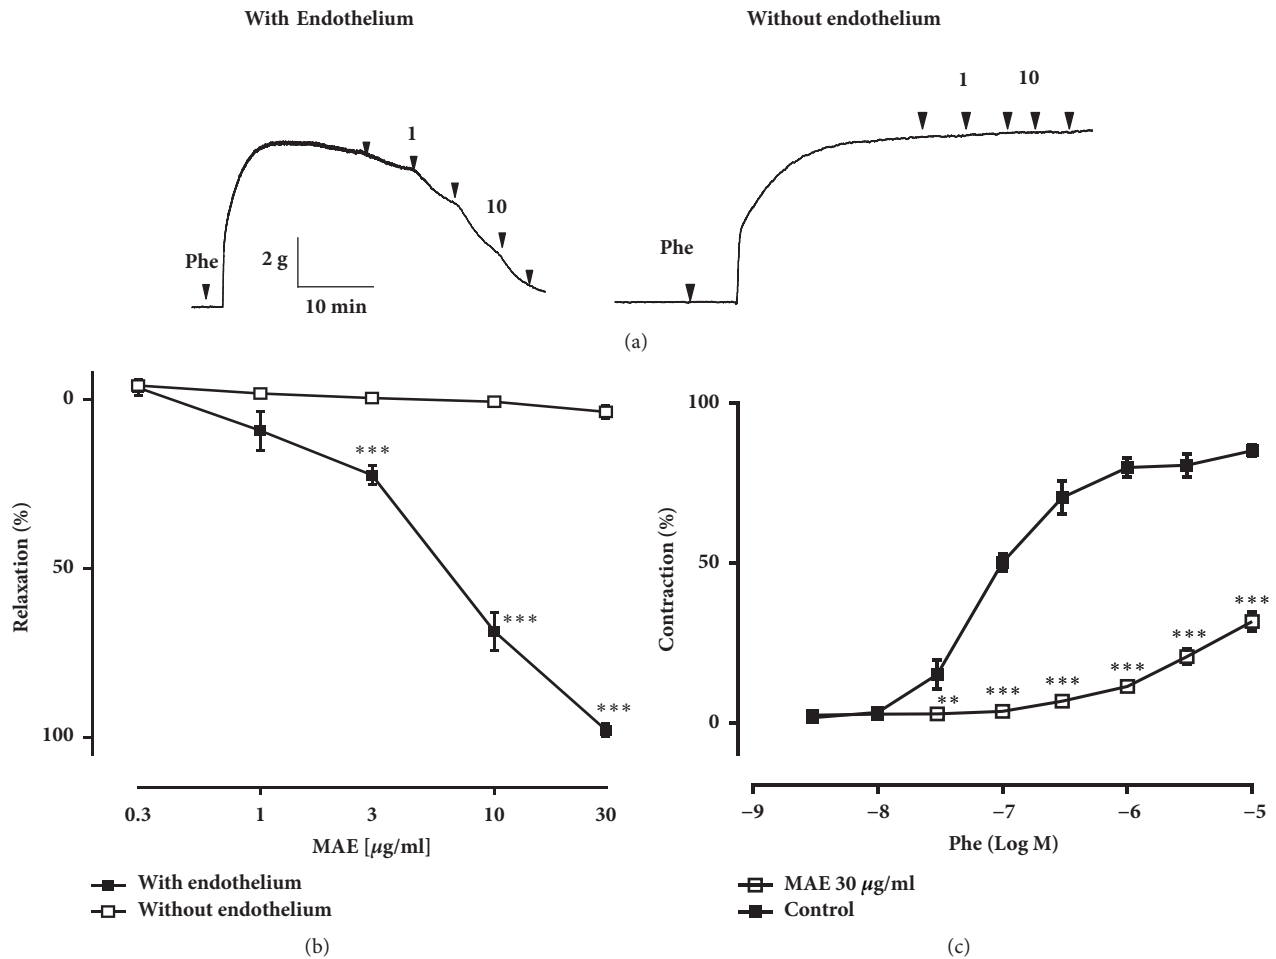 With Endothelium
Without endothelium
1
10
Phe
2 g
10 min
1
10
Phe
(a)
0
50
100
Relaxation (%)
***
***
***
0.3 1 3 10 30
MAE [μg/ml]
With endothelium
Without endothelium
(b)
100
50
0
Contraction (%)
**
***
***
***
***
***
−9 −8 −7 −6 −5
Phe (Log M)
MAE 30 μg/ml
Control
(c)